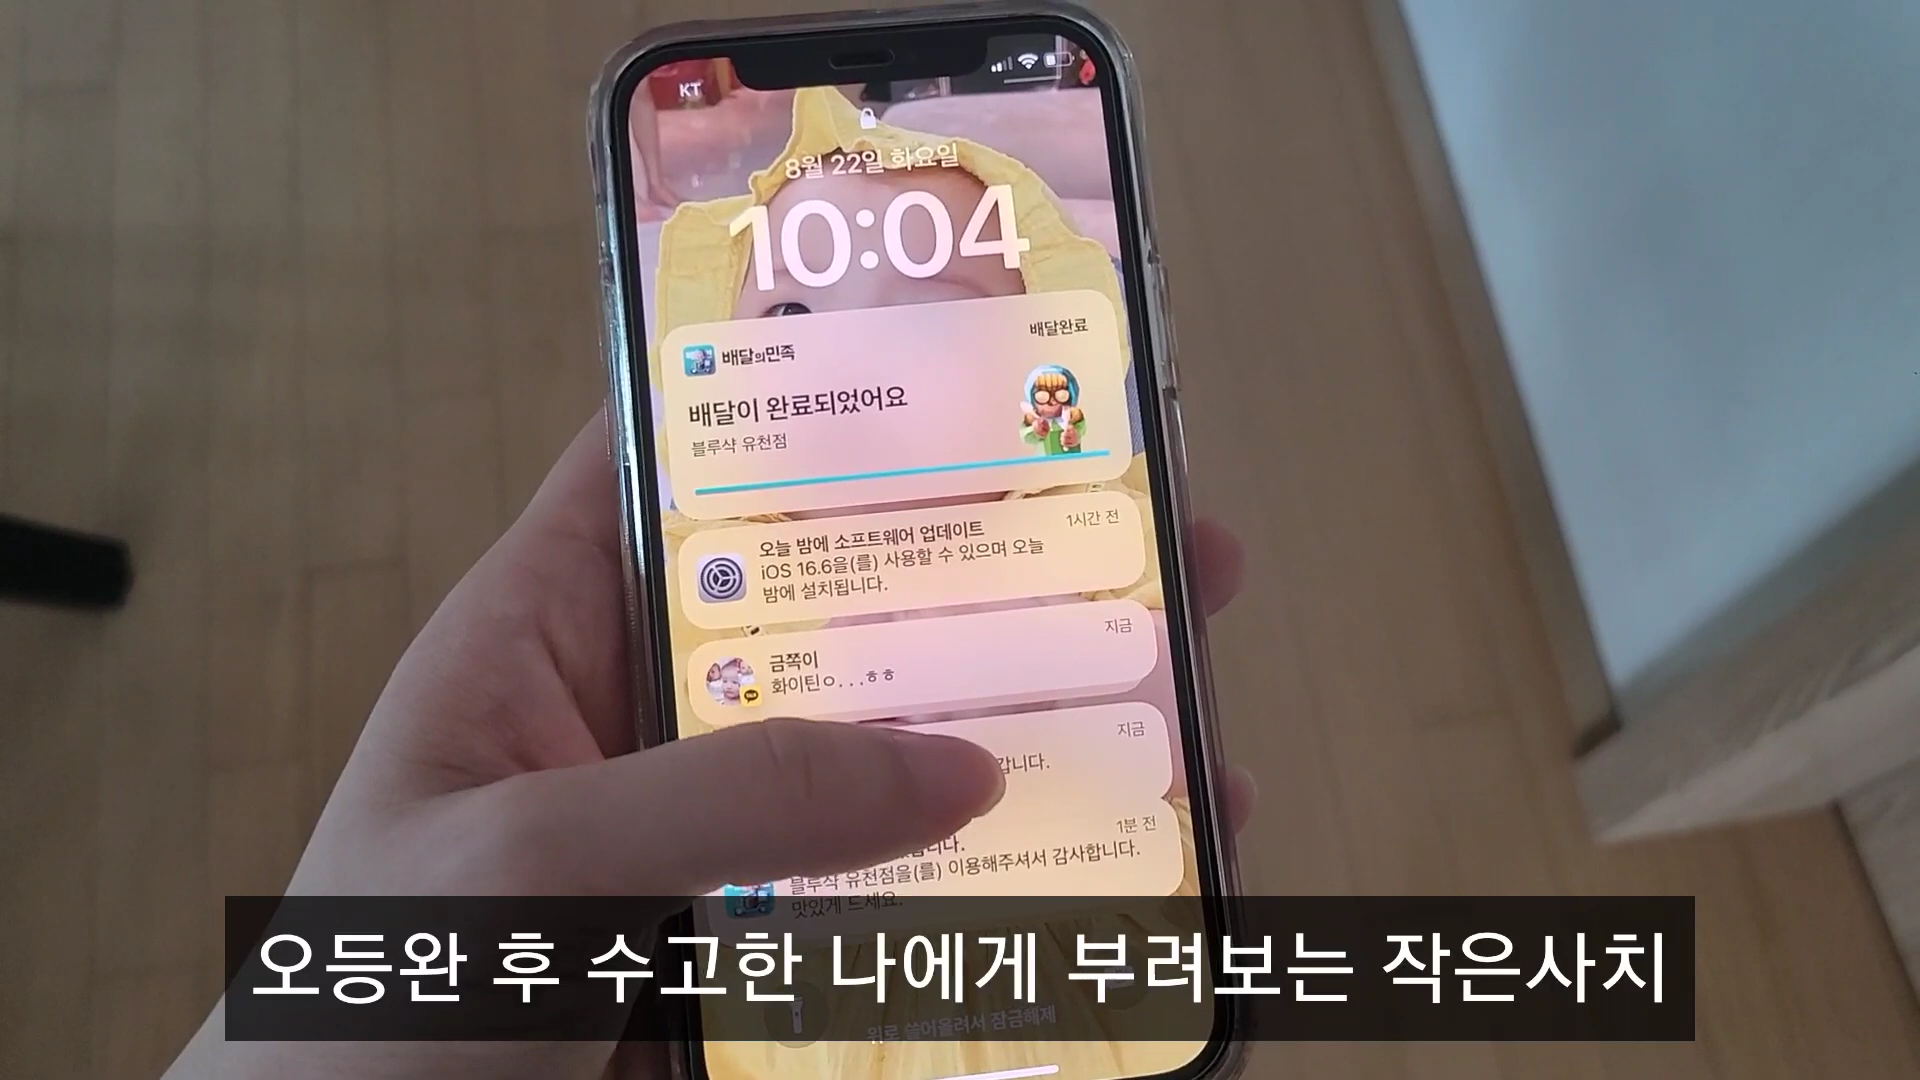 KT
8월 22일 화요일
10:04
배달의민족
배달완료
배달이 완료되었어요
블루샥 유천점
오늘 밤에 소프트웨어 업데이트
1시간 전
iOS 16.6을(를) 사용할 수 있으며 오늘
밤에 설치됩니다.
금쪽이
지금
화이틴ㅇ...ㅎㅎ
지금
갑니다.
1분 전
블루샥 유천점을(를) 이용해주셔서 감사합니다.
맛있게 드세요.
오등완 후 수고한 나에게 부려보는 작은사치
위로 쓸어올려서 잠금해제